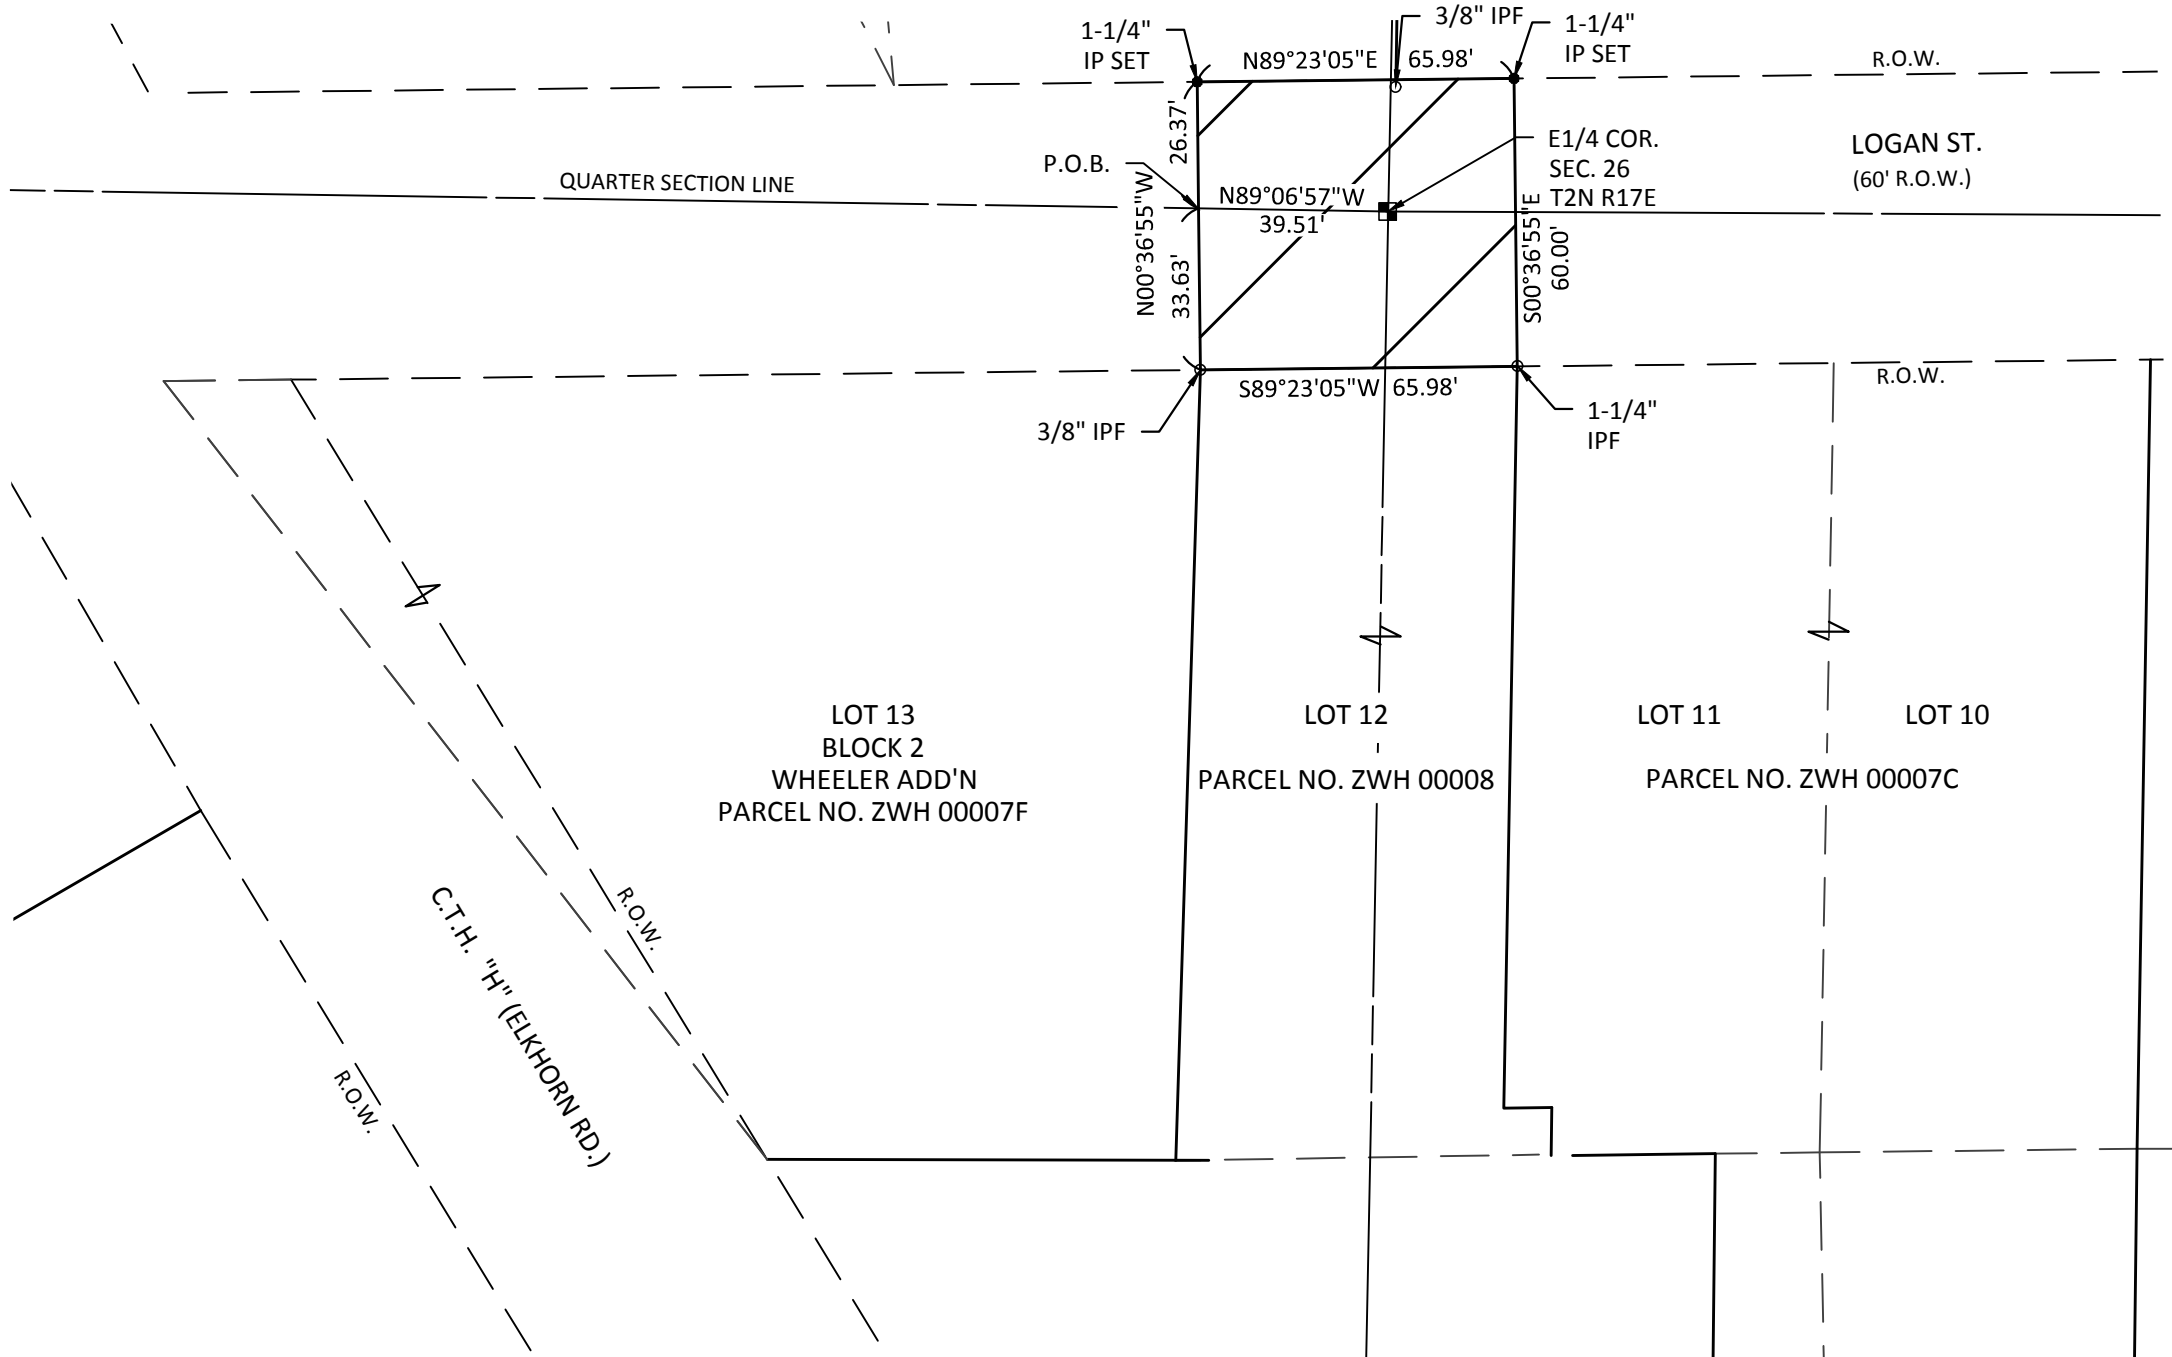 1-1/4"
IP SET
3/8" IPF
1-1/4"
IP SET
N89°23'05"E 65.98'
R.O.W.
26.37'
E1/4 COR.
SEC. 26
T2N R17E
LOGAN ST.
(60' R.O.W.)
P.O.B.
QUARTER SECTION LINE
N89°06'57"W
39.51'
N00°36'55"W
33.63'
S00°36'55"E
60.00'
S89°23'05"W 65.98'
R.O.W.
3/8" IPF
1-1/4"
IPF
LOT 13
BLOCK 2
WHEELER ADD'N
PARCEL NO. ZWH 00007F
LOT 12
PARCEL NO. ZWH 00008
LOT 11
LOT 10
PARCEL NO. ZWH 00007C
R.O.W.
C.T.H. "H" (ELKHORN RD.)
R.O.W.